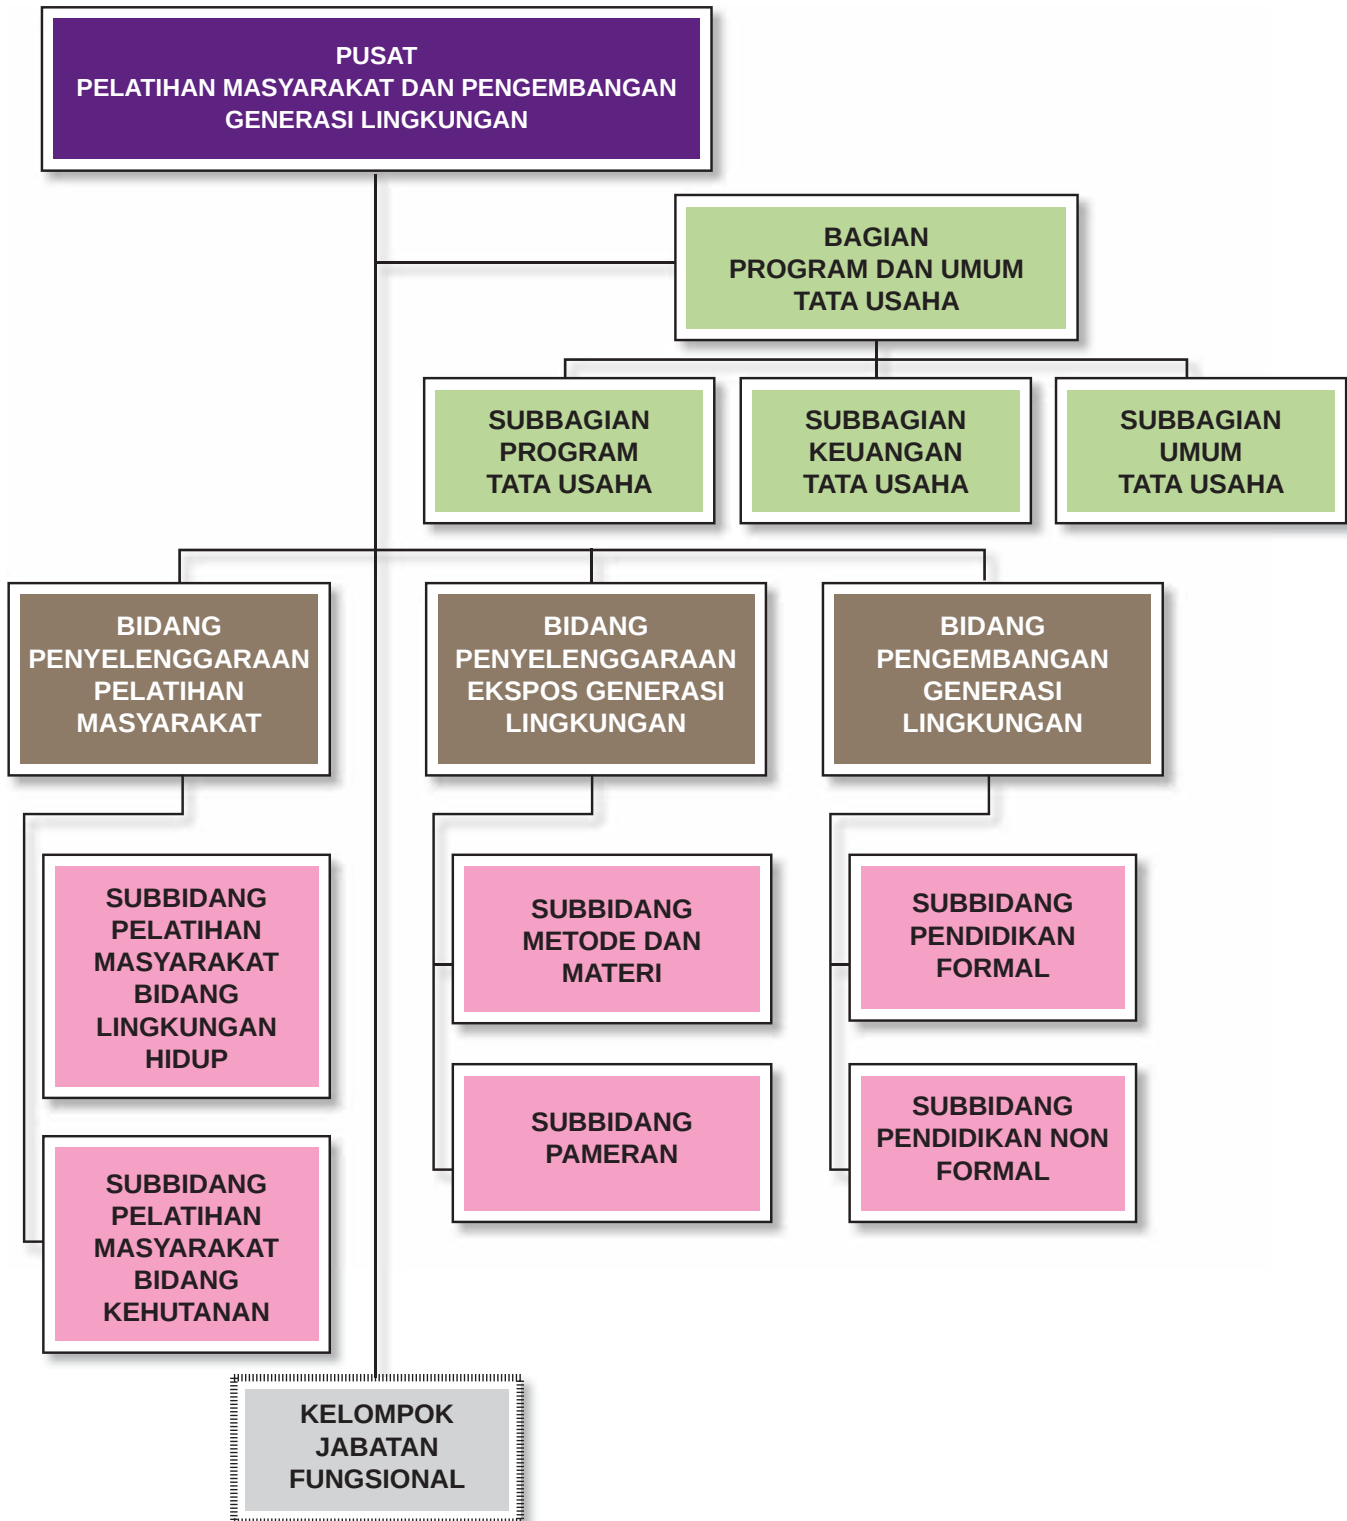 PUSAT
PELATIHAN MASYARAKAT DAN PENGEMBANGAN
GENERASI LINGKUNGAN
BAGIAN
PROGRAM DAN UMUM
TATA USAHA
SUBBAGIAN
PROGRAM
TATA USAHA
SUBBAGIAN
KEUANGAN
TATA USAHA
SUBBAGIAN
UMUM
TATA USAHA
BIDANG
PENYELENGGARAAN
PELATIHAN
MASYARAKAT
BIDANG
PENYELENGGARAAN
EKSPOS GENERASI
LINGKUNGAN
BIDANG
PENGEMBANGAN
GENERASI
LINGKUNGAN
SUBBIDANG
PELATIHAN
MASYARAKAT
BIDANG
LINGKUNGAN
HIDUP
SUBBIDANG
METODE DAN
MATERI
SUBBIDANG
PENDIDIKAN
FORMAL
SUBBIDANG
PELATIHAN
MASYARAKAT
BIDANG
KEHUTANAN
SUBBIDANG
PAMERAN
SUBBIDANG
PENDIDIKAN NON
FORMAL
KELOMPOK
JABATAN
FUNGSIONAL